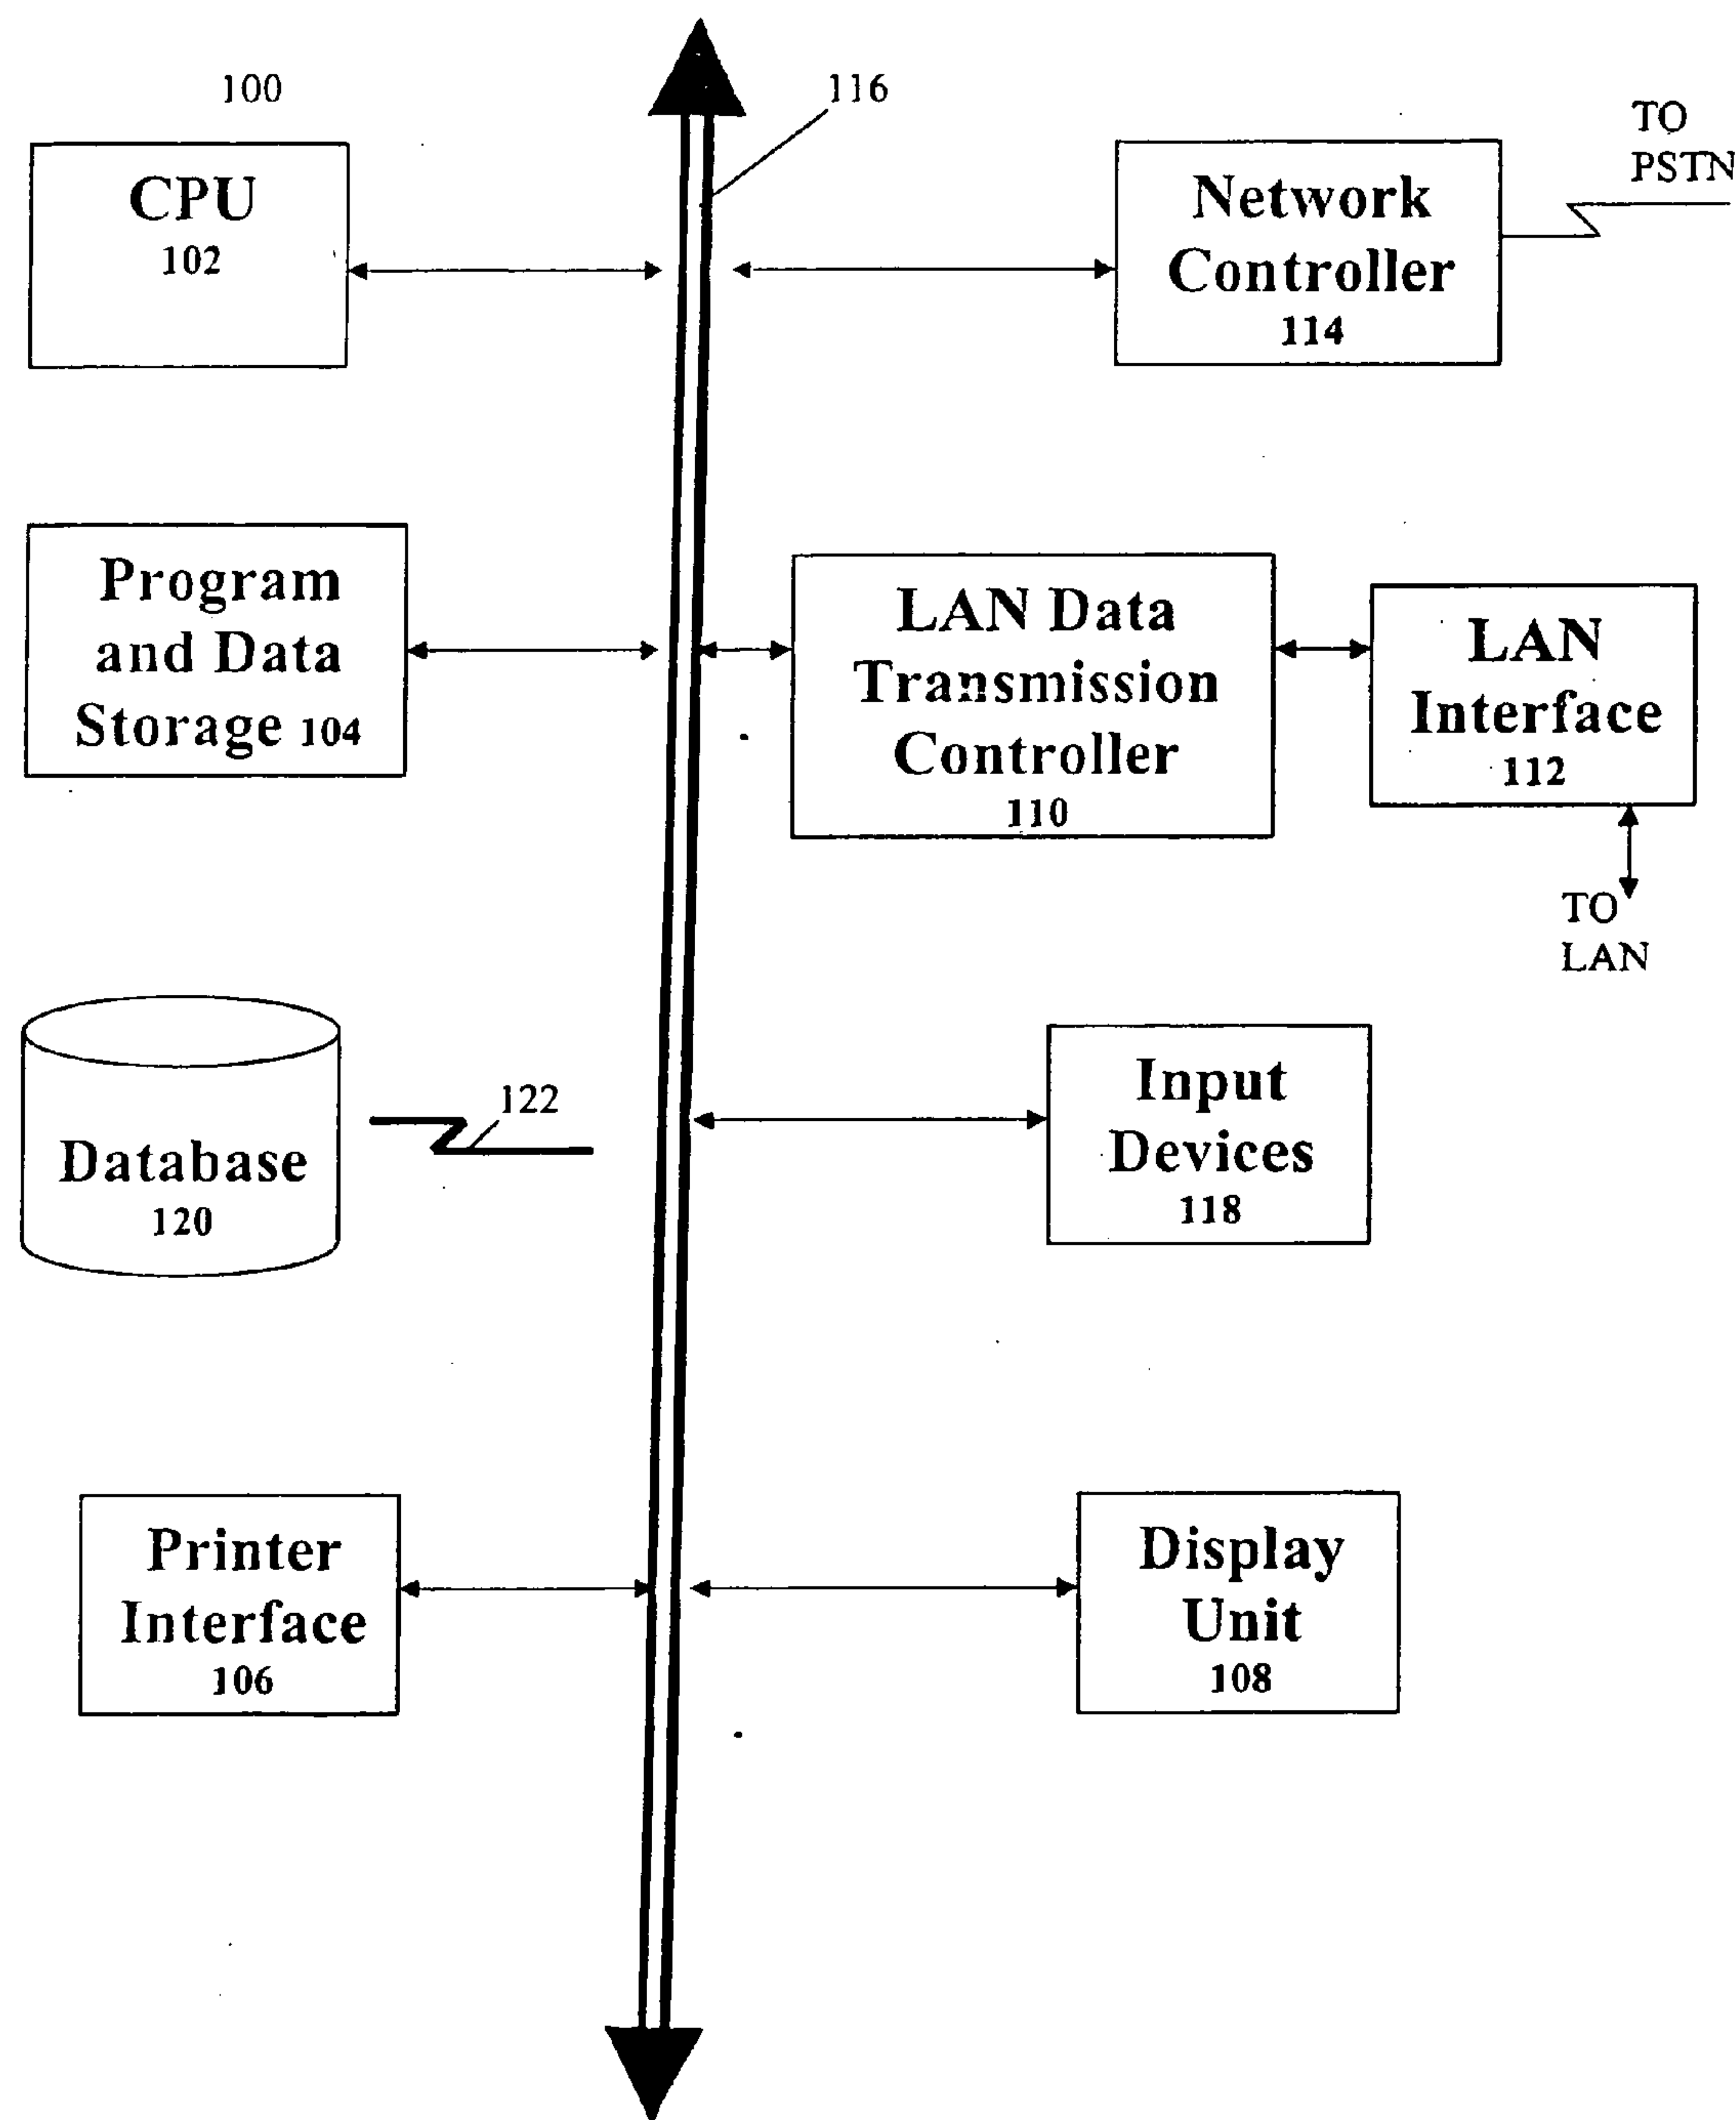 100
116
TO
PSTN
CPU
102
Network
Controller
114
Program
and Data
Storage 104
LAN Data
Transmission
Controller
110
LAN
Interface
112
TO
LAN
Database
120
122
Input
Devices
118
Printer
Interface
106
Display
Unit
108